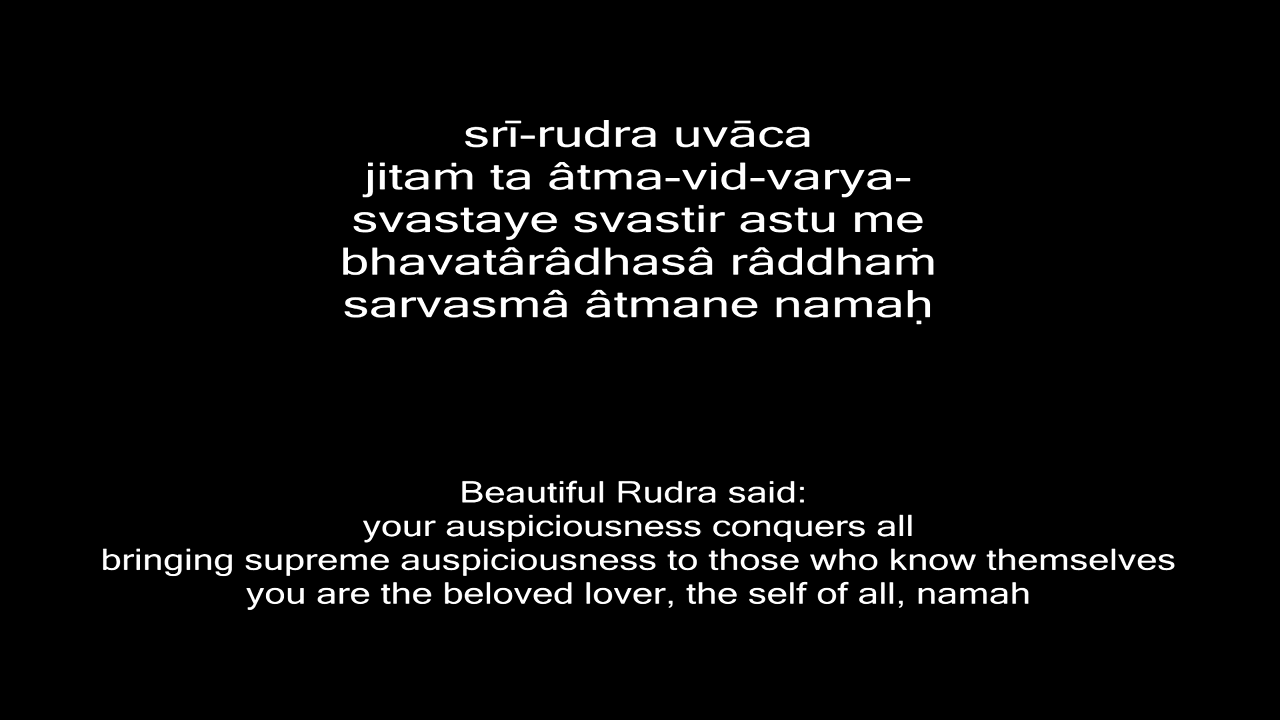 srī-rudra uvāca
jitaṁ ta âtma-vid-varya-
svastaye svastir astu me
bhavatârâdhasâ râddhaṁ
sarvasmâ âtmane namaḥ
Beautiful Rudra said:
your auspiciousness conquers all
bringing supreme auspiciousness to those who know themselves
you are the beloved lover, the self of all, namah